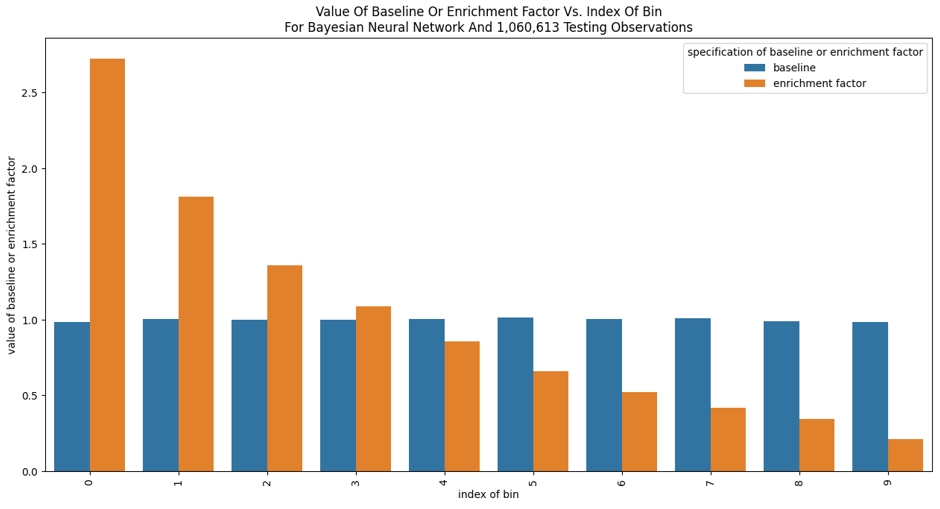 Value Of Baseline Or Enrichment Factor Vs. Index Of Bin
For Bayesian Neural Network And 1,060,613 Testing Observations
specification of baseline or enrichment factor
baseline
enrichment factor
value of baseline or enrichment factor
2.5
2.0
1.5
1.0
0.5
0.0
0
1
2
3
4
5
6
7
8
9
index of bin